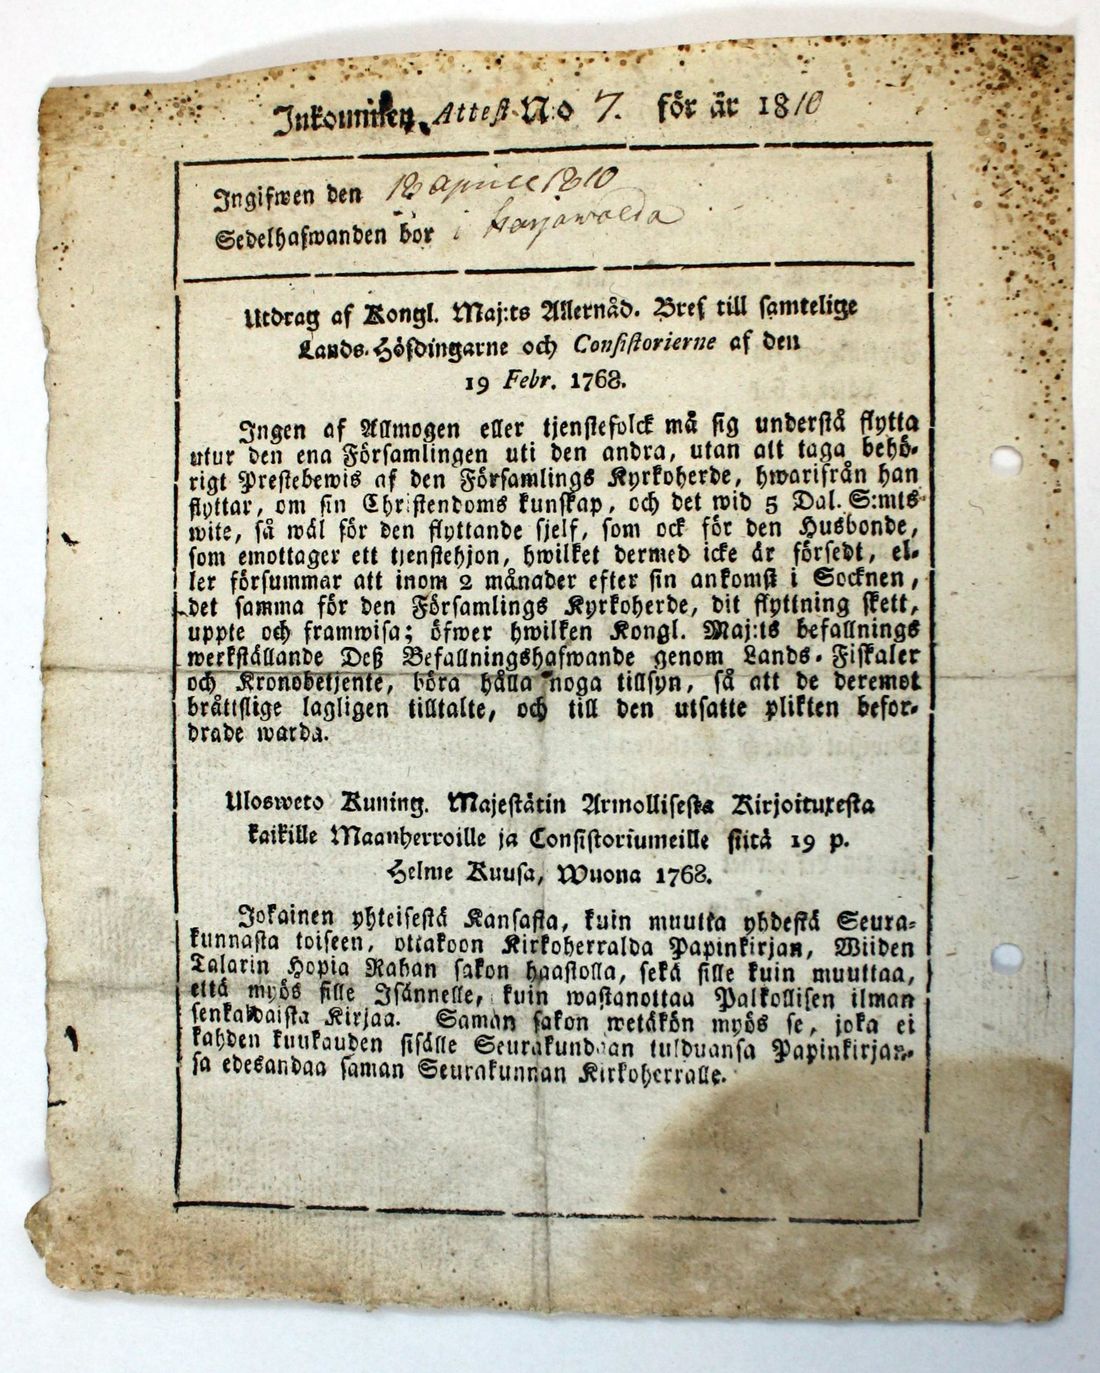 Inkommen Attest No 7. för år 1810
Ingifwen den 18 Aprill 1810
Sedelhafwanden bor i Harjawalda
Utdrag af Kongl. Maj:ts Allernåd. Bref till samtelige
Lands-Höfdingarne och Consistorierne af den
19 Febr. 1768.
Ingen af Allmogen eller tjenstefolck må sig understå flytta
utur den ena Församlingen uti den andra, utan att taga behö-
rigt Prestebewis af den Församlings Kyrkoherde, hwarifrån han
flyttar, om sin Christendoms kunskap, och det wid 5 Dal. S:mts
wite, så wäl för den flyttande sjelf, som ock för den Husbonde,
som emottager ett tjenstehjon, hwilket dermed icke är försedt, el-
ler försummar att inom 2 månader efter sin ankomst i Socknen,
det samma för den Församlings Kyrkoherde, dit flyttning skett,
uppte och framwisa; öfwer hwilken Kongl. Maj:ts befallnings
werkställande Deß Befallningshafwande genom Lands-Fiskaler
och Kronobetjente, böra hålla noga tillsyn, så att de deremot
bråttslige lagligen tilltalte, och till den utsatte plikten befor-
drade warda.
Ulosweto Kuning. Majestätin Armollisesta Kirjoituxesta
kaikille Maanherroille ja Consistoriumeille siitä 19 p.
Helme Kuusa, Wuona 1768.
Jokainen yhteisestä Kansasta, kuin muutta yhdestä Seura-
kunnasta toiseen, ottakoon Kirkoherralda Papinkirjan, Wiiden
Talarin Hopia Rahan sakon haastolla, sekä sille kuin muuttaa,
että myös sille Isännelle, kuin wastanottaa Palkollisen ilman
senkaldaista Kirjaa. Saman sakon wetäkön myös se, joka ei
kahden kuukauden sisälle Seurakundaan tulduansa Papinkirjan-
sa edesandaa saman Seurakunnan Kirkoherralle.